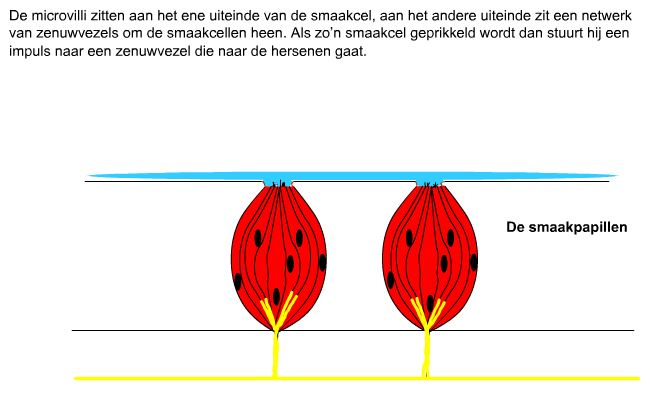 De microvilli zitten aan het ene uiteinde van de smaakcel, aan het andere uiteinde zit een netwerk
van zenuwvezels om de smaakcellen heen. Als zo'n smaakcel geprikkeld wordt dan stuurt hij een
impuls naar een zenuwvezel die naar de hersenen gaat.
De smaakpapillen